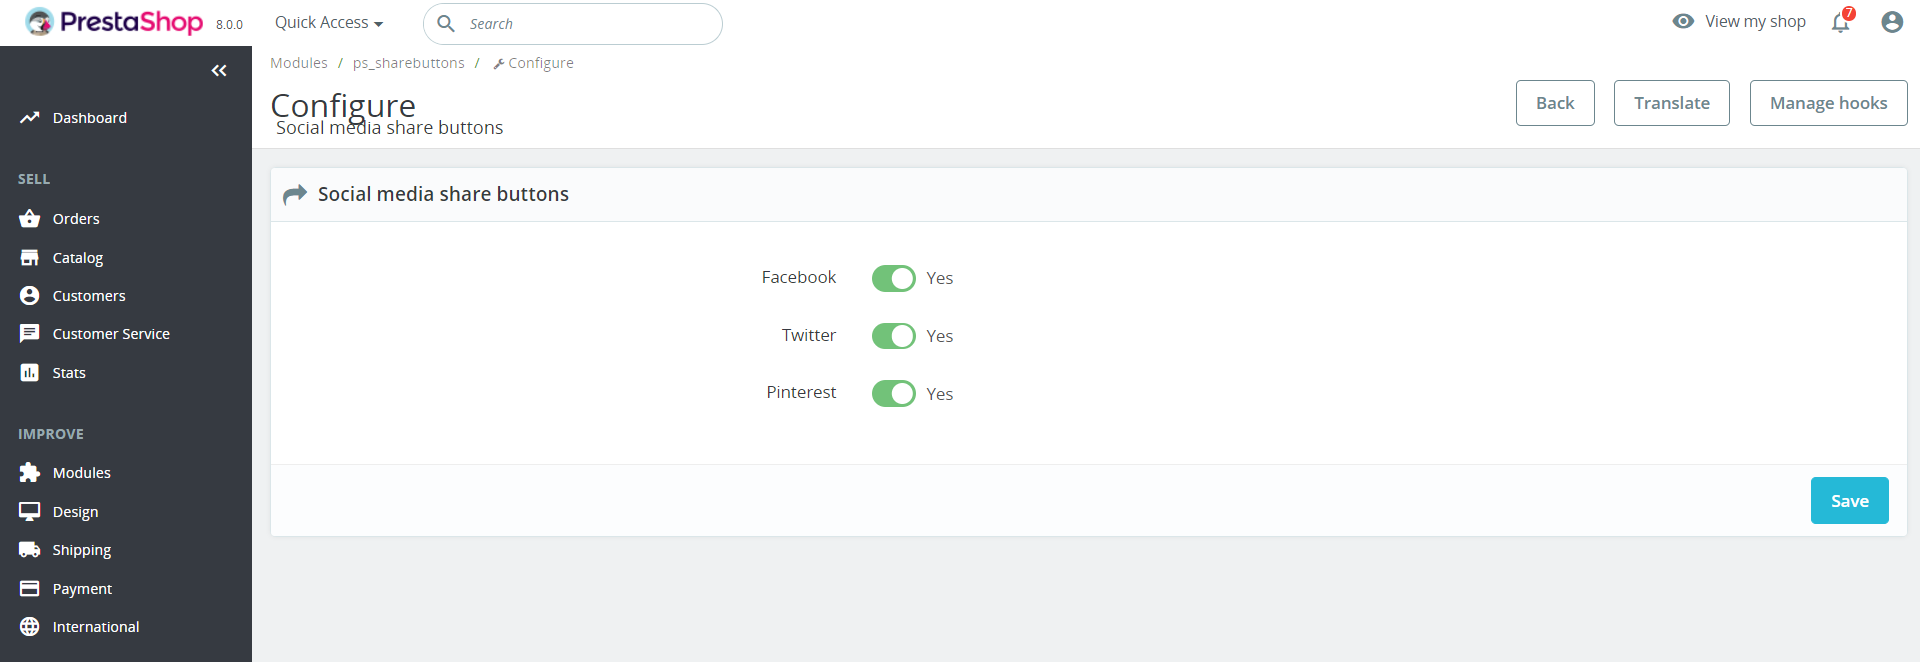 PrestaShop 8.0.0
Quick Access
Search
View my shop
7
Dashboard
SELL
Orders
Catalog
Customers
Customer Service
Stats
IMPROVE
Modules
Design
Shipping
Payment
International
Modules / ps_sharebuttons / Configure
Configure
Social media share buttons
Back
Translate
Manage hooks
Social media share buttons
Facebook Yes
Twitter Yes
Pinterest Yes
Save